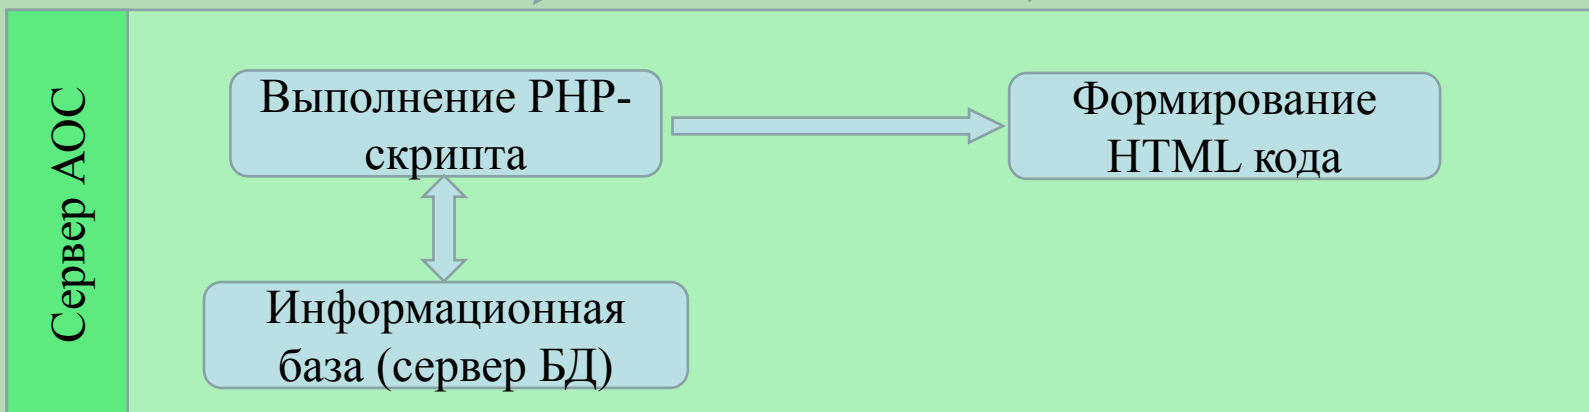 Сервер АОС
Выполнение PHP-
скрипта
Формирование
HTML кода
Информационная
база (сервер БД)